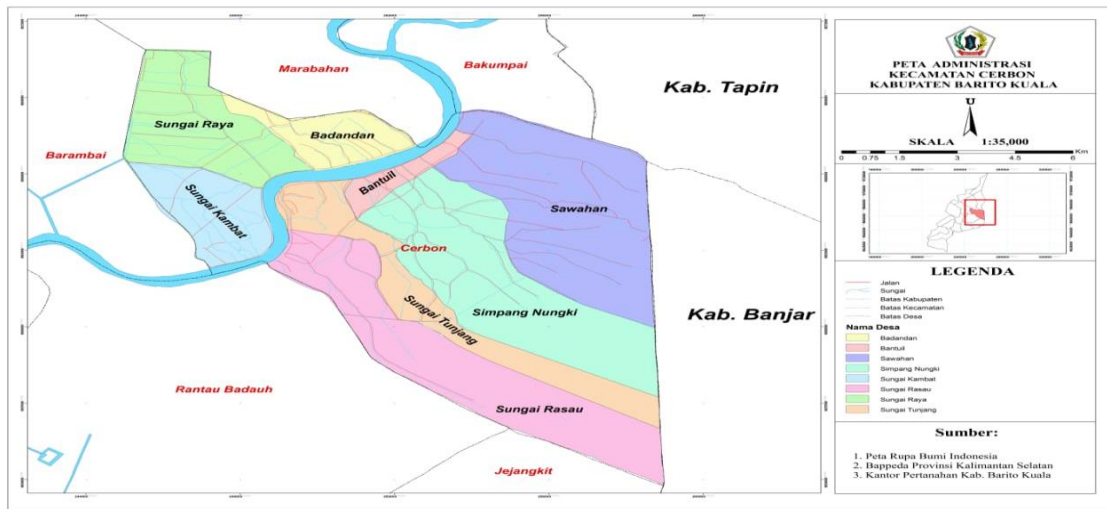 Marabahan
Bakumpai
Kab. Tapin
Sungai Raya
Badandan
Barambai
Bantuil
Sungai Kambat
Sawahan
Cerbon
Sungai Tunjang
Simpang Nungki
Kab. Banjar
Rantau Badauh
Sungai Rasau
Jejangkit
PETA ADMINISTRASI
KECAMATAN CERBON
KABUPATEN BARITO KUALA
U
SKALA 1:35,000
Km
0 0.75 1.5 3 4.5 6
LEGENDA
Jalan
Sungai
Batas Kabupaten
Batas Kecamatan
Batas Desa
Nama Desa
Badandan
Bantuil
Sawahan
Simpang Nungki
Sungai Kambat
Sungai Rasau
Sungai Raya
Sungai Tunjang
Sumber:
1. Peta Rupa Bumi Indonesia
2. Bappeda Provinsi Kalimantan Selatan
3. Kantor Pertanahan Kab. Barito Kuala